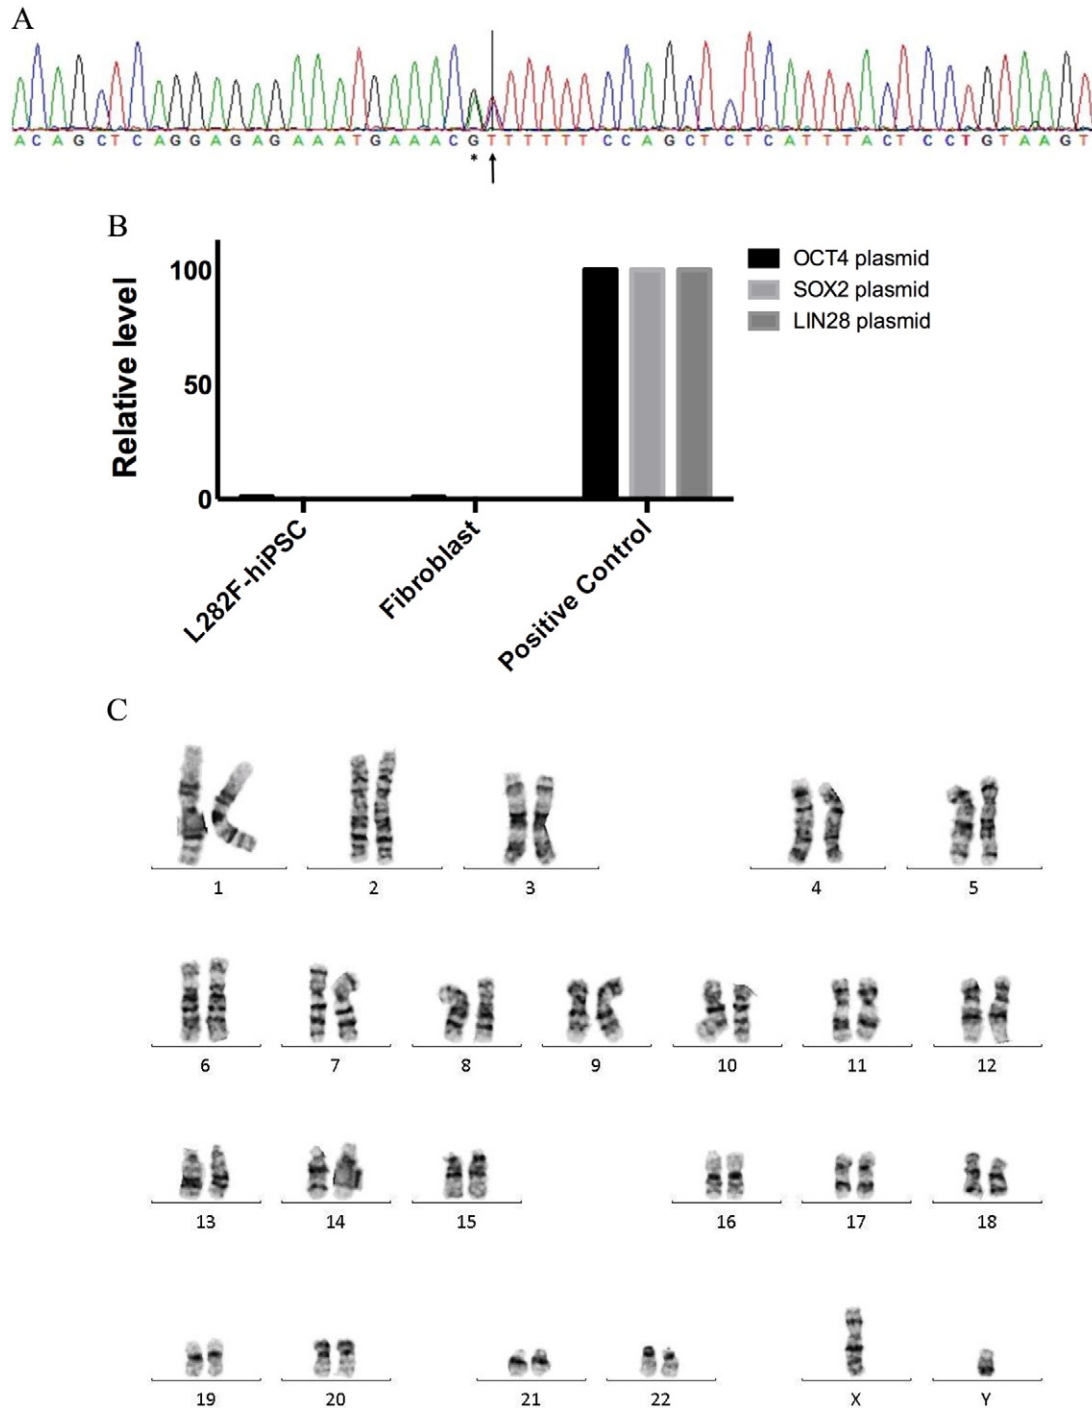 A
A C A G C T C A G G A G A G A A A T G A A A C G T T T T T T C C A G C T C T C A T T T A C T C C T G T A A G T
*
B
Relative level
100
50
0
OCT4 plasmid
SOX2 plasmid
LIN28 plasmid
L282F-hiPSC
Fibroblast
Positive Control
C
1 2 3 4 5
6 7 8 9 10 11 12
13 14 15 16 17 18
19 20 21 22 X Y